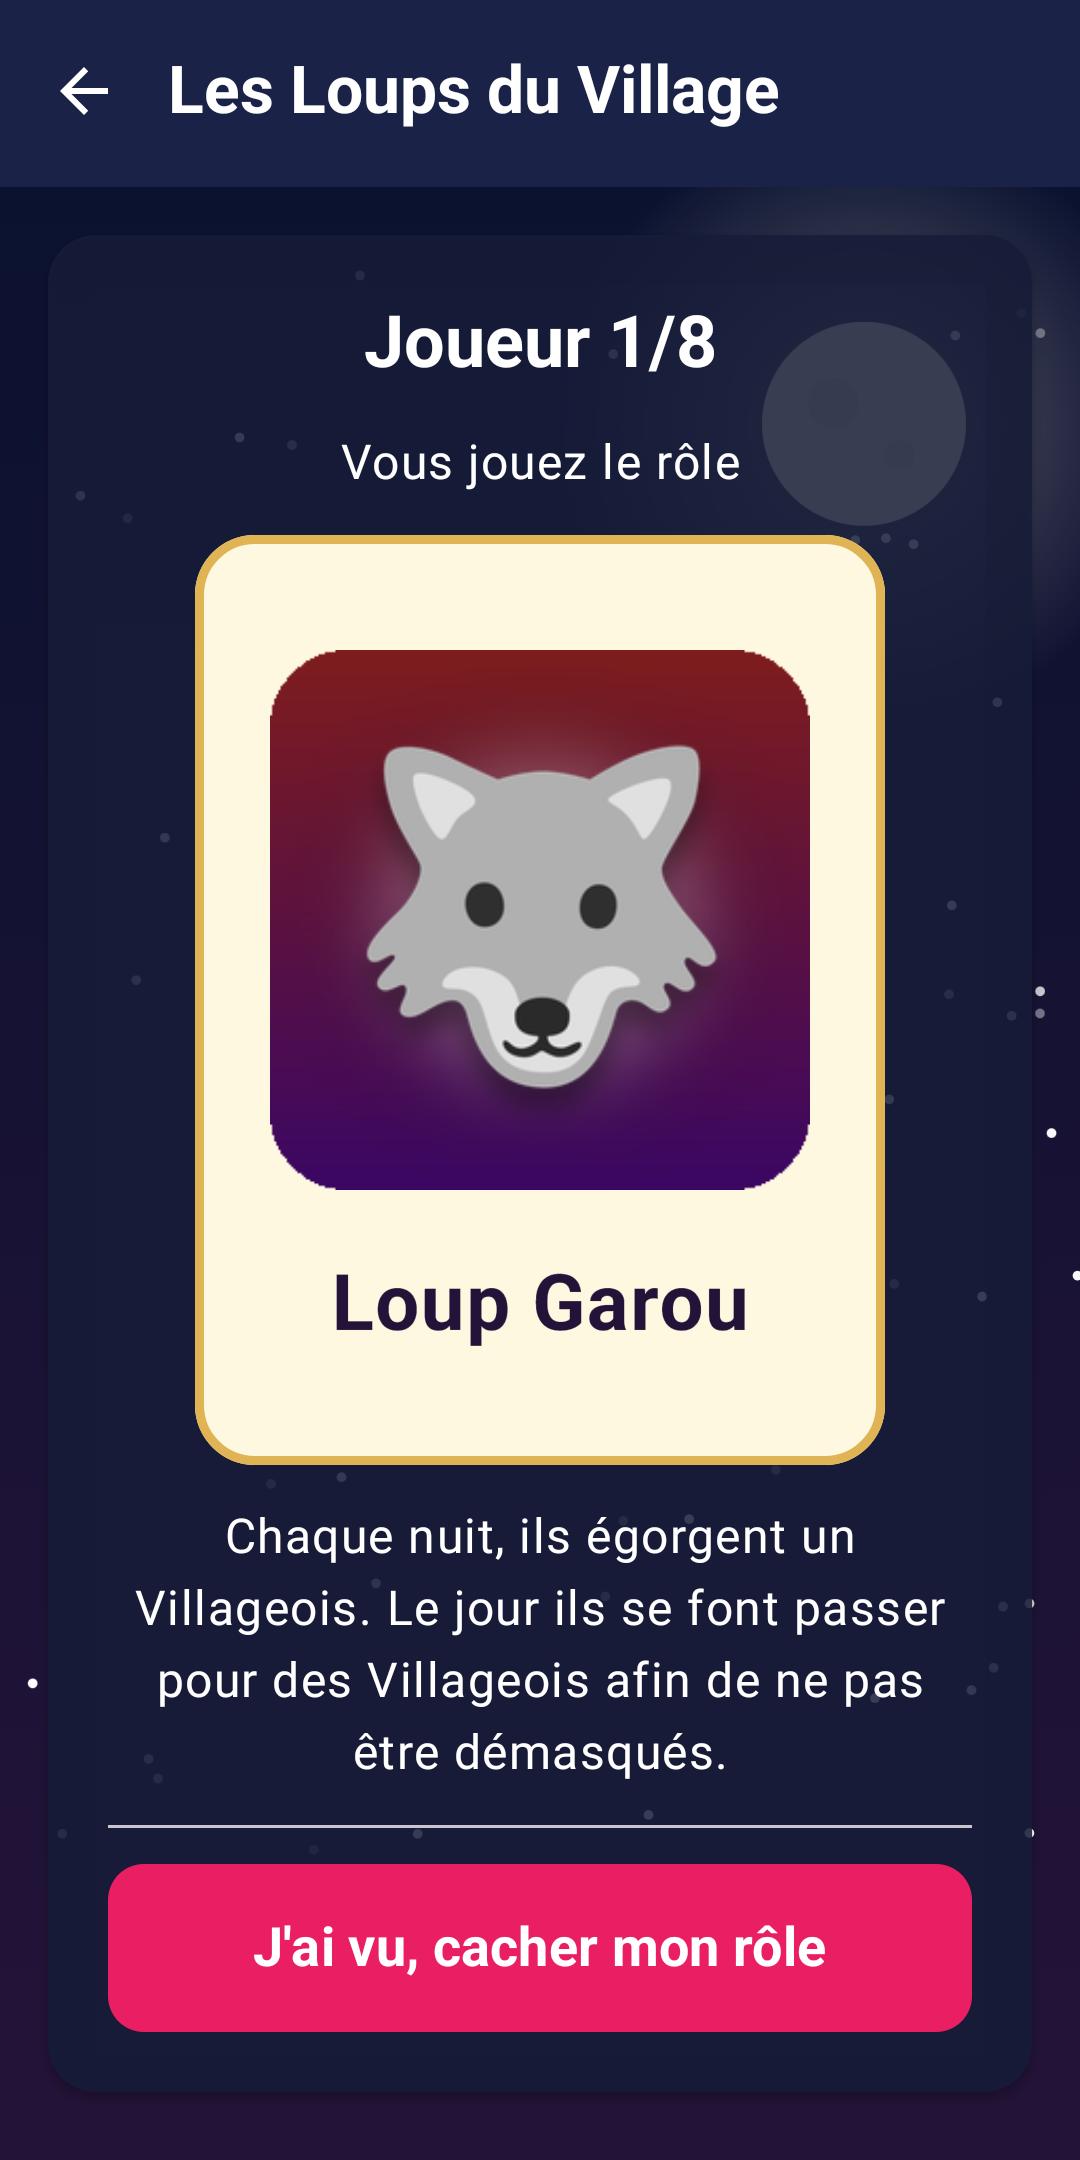 Les Loups du Village
Joueur 1/8
Vous jouez le rôle
Loup Garou
Chaque nuit, ils égorgent un
Villageois. Le jour ils se font passer
pour des Villageois afin de ne pas
être démasqués.
J'ai vu, cacher mon rôle